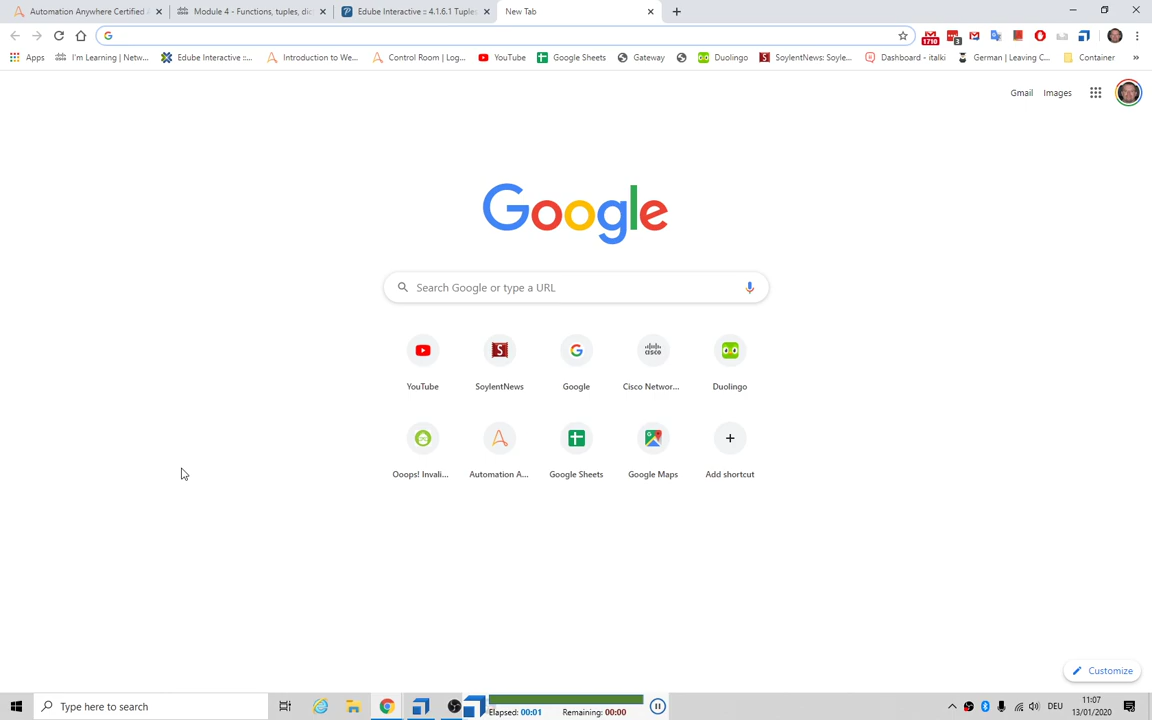 Automation Anywhere Certified
Module 4 - Functions, tuples, dic
Edube Interactive :: 4.1.6.1 Tuples
New Tab
1710
3
Apps
I'm Learning | Netw...
Edube Interactive ::...
Introduction to We...
Control Room | Log...
YouTube
Google Sheets
Gateway
Duolingo
SoylentNews: Soyle...
Dashboard - italki
German | Leaving C...
Container
»
Gmail
Images
Google
Search Google or type a URL
YouTube
SoylentNews
Google
Cisco Networ...
Duolingo
Ooops! Invali...
Automation A...
Google Sheets
Google Maps
Add shortcut
Customize
Type here to search
Elapsed: 00:01
Remaining: 00:00
DEU
11:07
13/01/2020